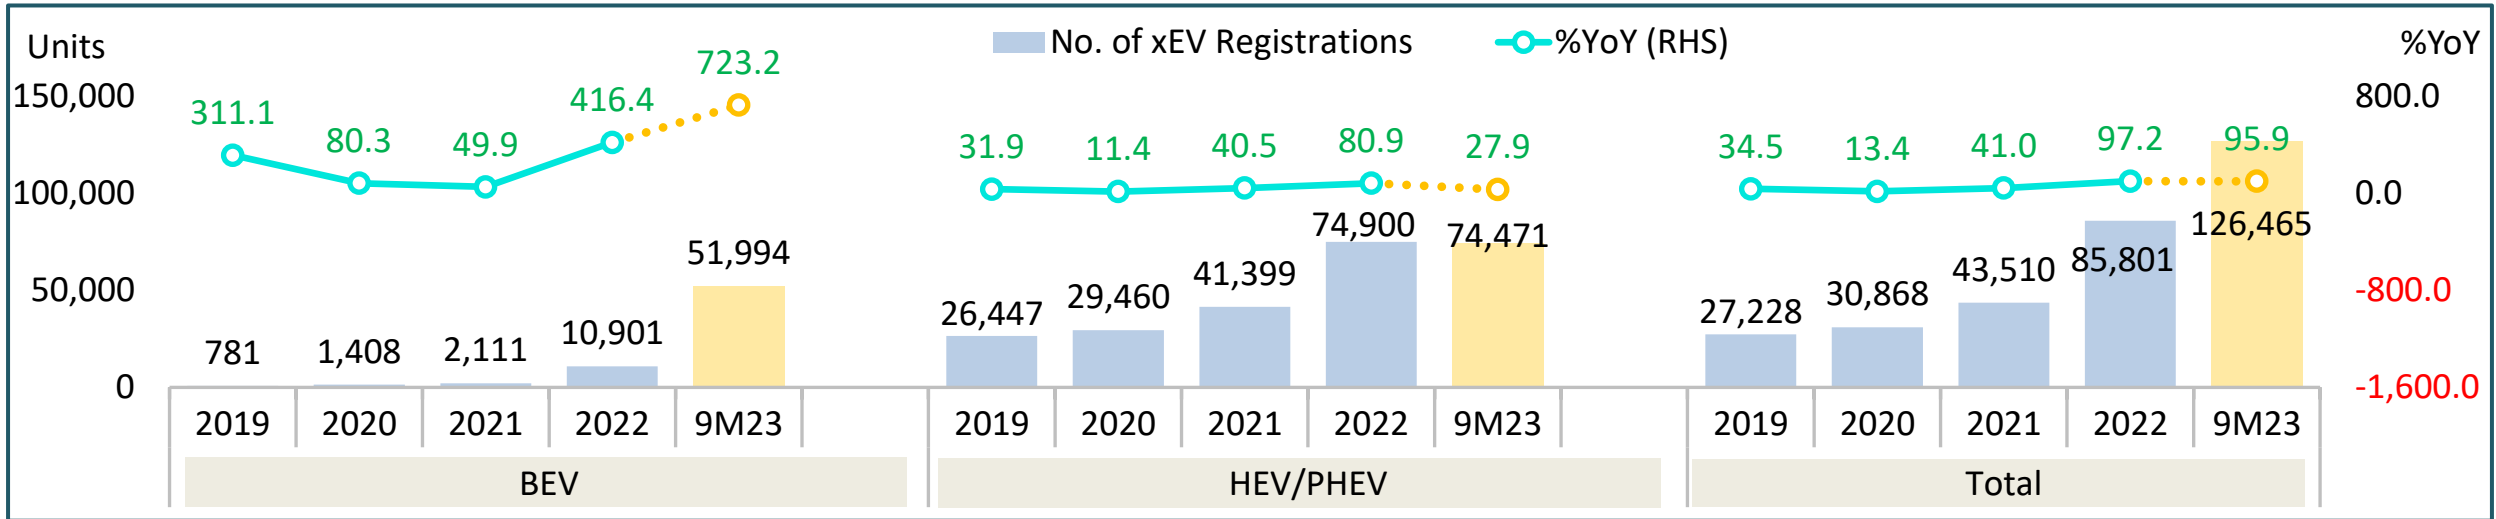 Units
No. of xEV Registrations
%YoY (RHS)
%YoY
150,000
100,000
50,000
0
800.0
0.0
-800.0
-1,600.0
311.1 80.3 49.9 416.4 723.2
31.9 11.4 40.5 80.9 27.9
34.5 13.4 41.0 97.2 95.9
781 1,408 2,111 10,901 51,994
26,447 29,460 41,399 74,900 74,471
27,228 30,868 43,510 85,801 126,465
2019 2020 2021 2022 9M23 2019 2020 2021 2022 9M23 2019 2020 2021 2022 9M23
BEV HEV/PHEV Total